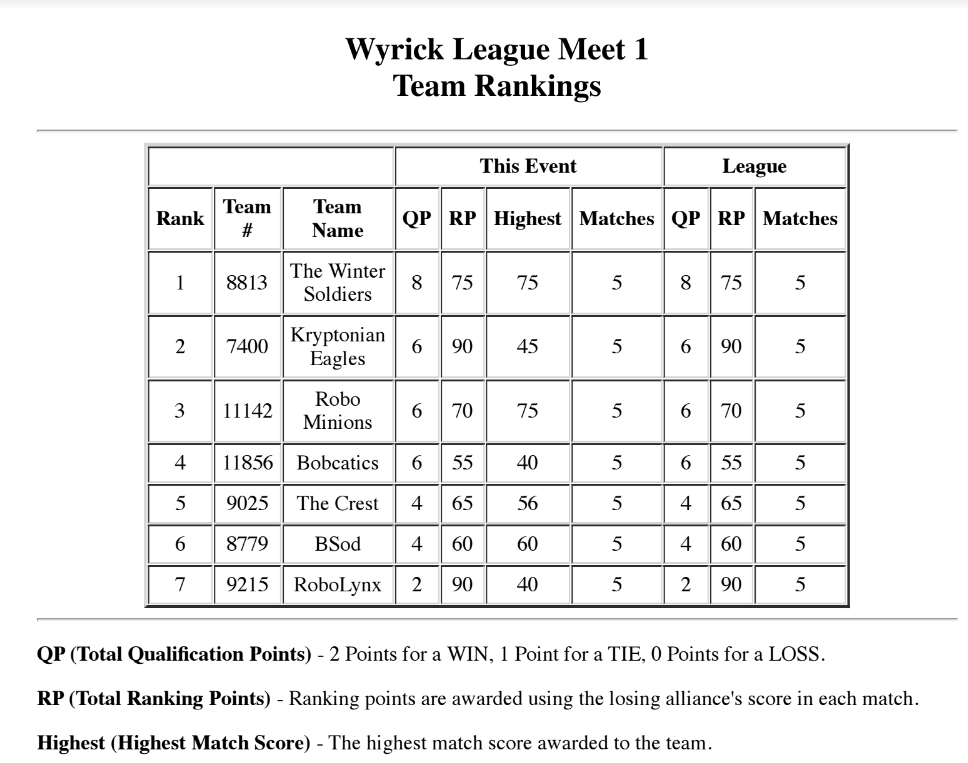 Wyrick League Meet 1
Team Rankings
This Event League
Rank Team # Team Name QP RP Highest Matches QP RP Matches
1 8813 The Winter Soldiers 8 75 75 5 8 75 5
2 7400 Kryptonian Eagles 6 90 45 5 6 90 5
3 11142 Robo Minions 6 70 75 5 6 70 5
4 11856 Bobcatics 6 55 40 5 6 55 5
5 9025 The Crest 4 65 56 5 4 65 5
6 8779 BSod 4 60 60 5 4 60 5
7 9215 RoboLynx 2 90 40 5 2 90 5
QP (Total Qualification Points) - 2 Points for a WIN, 1 Point for a TIE, 0 Points for a LOSS.
RP (Total Ranking Points) - Ranking points are awarded using the losing alliance's score in each match.
Highest (Highest Match Score) - The highest match score awarded to the team.